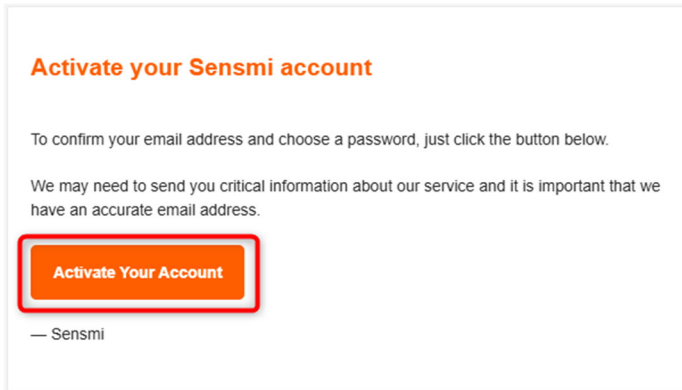 Activate your Sensmi account
To confirm your email address and choose a password, just click the button below.
We may need to send you critical information about our service and it is important that we
have an accurate email address.
Activate Your Account
— Sensmi